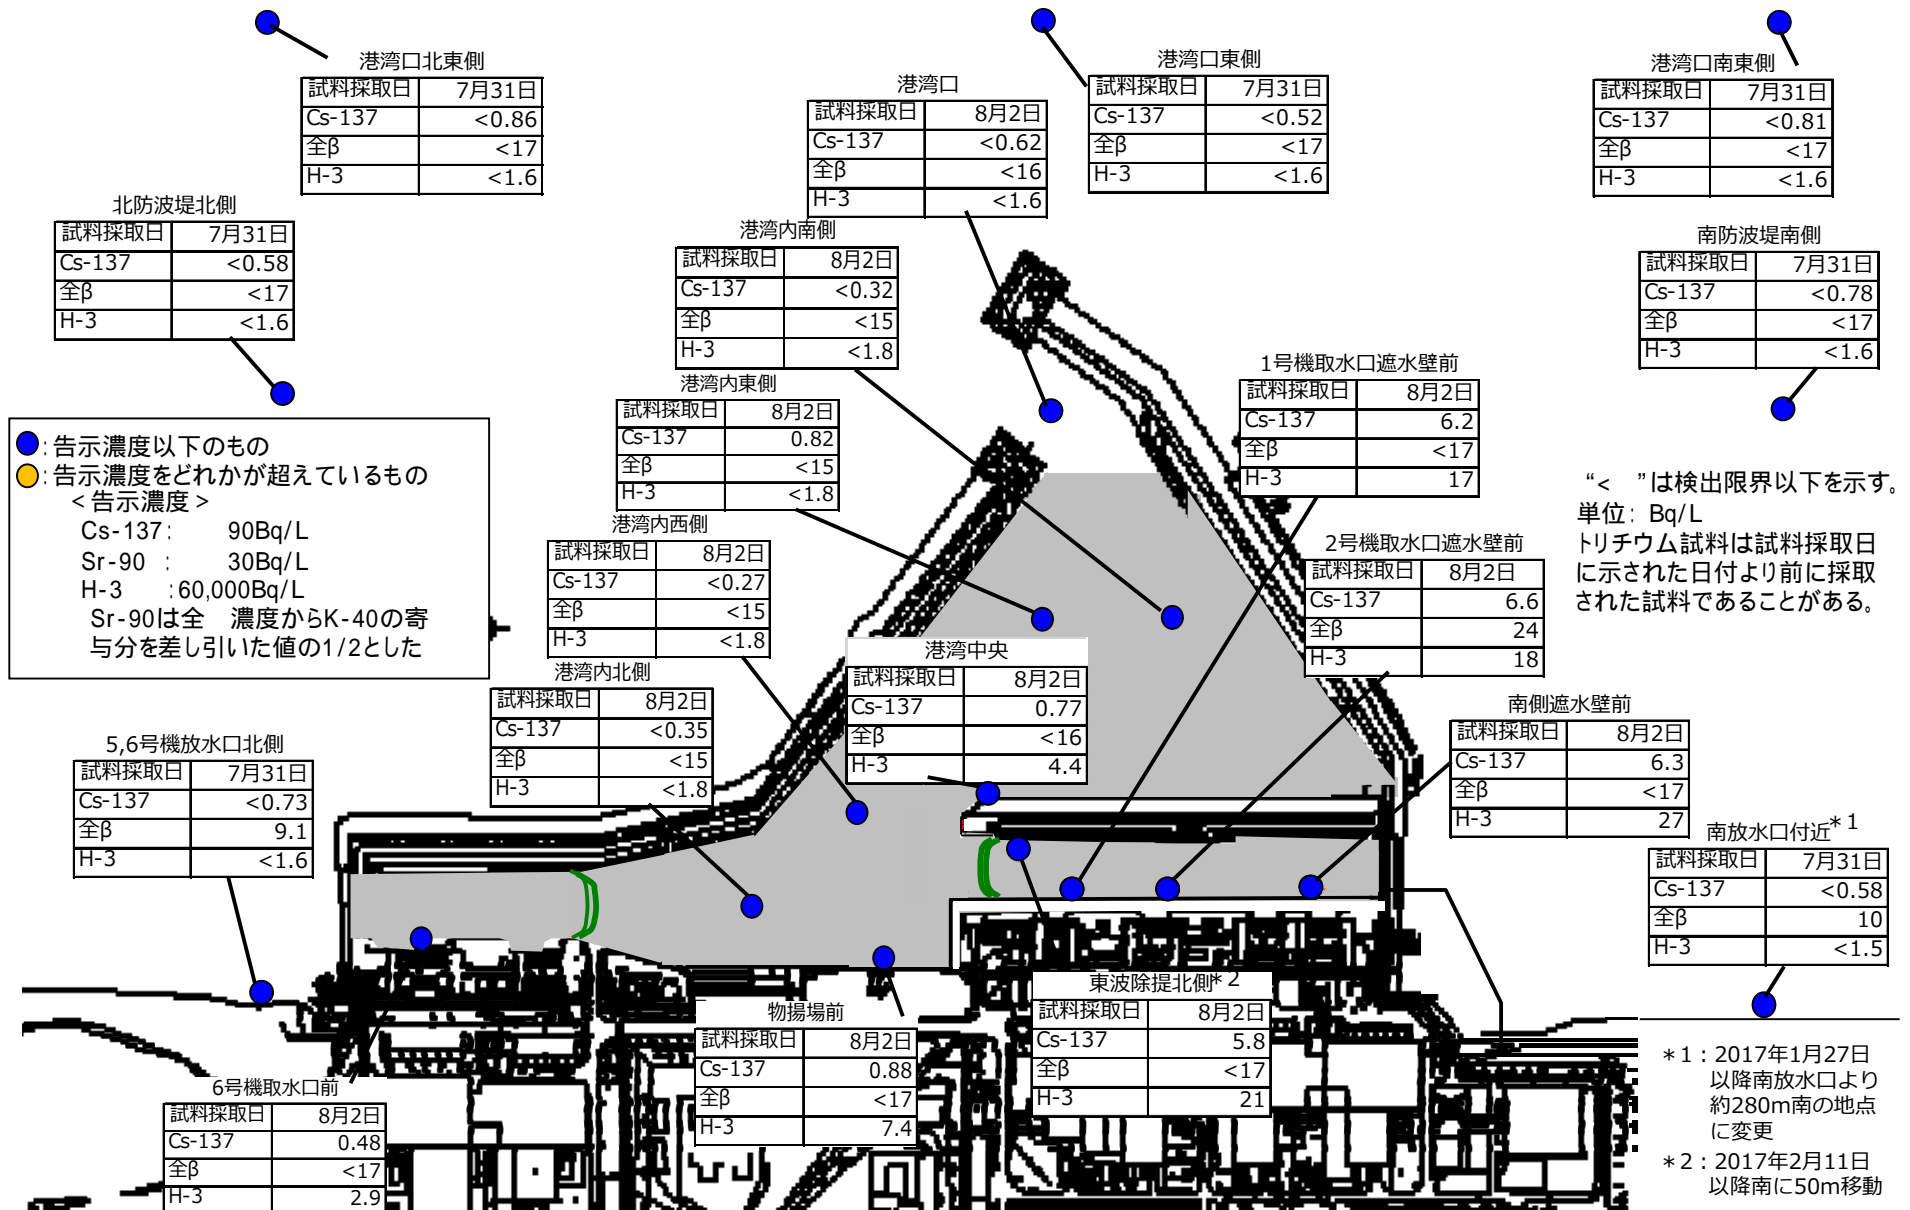 港湾口北東側
試料採取日 7月31日
Cs-137 <0.86
全β <17
H-3 <1.6
港湾口
試料採取日 8月2日
Cs-137 <0.62
全β <16
H-3 <1.6
港湾口東側
試料採取日 7月31日
Cs-137 <0.52
全β <17
H-3 <1.6
港湾口南東側
試料採取日 7月31日
Cs-137 <0.81
全β <17
H-3 <1.6
北防波堤北側
試料採取日 7月31日
Cs-137 <0.58
全β <17
H-3 <1.6
港湾内南側
試料採取日 8月2日
Cs-137 <0.32
全β <15
H-3 <1.8
南防波堤南側
試料採取日 7月31日
Cs-137 <0.78
全β <17
H-3 <1.6
港湾内東側
試料採取日 8月2日
Cs-137 0.82
全β <15
H-3 <1.8
1号機取水口遮水壁前
試料採取日 8月2日
Cs-137 6.2
全β <17
H-3 17
:告示濃度以下のもの
:告示濃度をどれかが超えているもの
<告示濃度>
Cs-137: 90Bq/L
Sr-90 : 30Bq/L
H-3 :60,000Bq/L
Sr-90は全 濃度からK-40の寄
与分を差し引いた値の1/2とした
“< ”は検出限界以下を示す。
単位: Bq/L
トリチウム試料は試料採取日
に示された日付より前に採取
された試料であることがある。
港湾内西側
試料採取日 8月2日
Cs-137 <0.27
全β <15
H-3 <1.8
2号機取水口遮水壁前
試料採取日 8月2日
Cs-137 6.6
全β 24
H-3 18
港湾中央
試料採取日 8月2日
Cs-137 0.77
全β <16
H-3 4.4
港湾内北側
試料採取日 8月2日
Cs-137 <0.35
全β <15
H-3 <1.8
南側遮水壁前
試料採取日 8月2日
Cs-137 6.3
全β <17
H-3 27
5,6号機放水口北側
試料採取日 7月31日
Cs-137 <0.73
全β 9.1
H-3 <1.6
南放水口付近*1
試料採取日 7月31日
Cs-137 <0.58
全β 10
H-3 <1.5
東波除提北側*2
試料採取日 8月2日
Cs-137 5.8
全β <17
H-3 21
物揚場前
試料採取日 8月2日
Cs-137 0.88
全β <17
H-3 7.4
6号機取水口前
試料採取日 8月2日
Cs-137 0.48
全β <17
H-3 2.9
*1:2017年1月27日
以降南放水口より
約280m南の地点
に変更
*2:2017年2月11日
以降南に50m移動